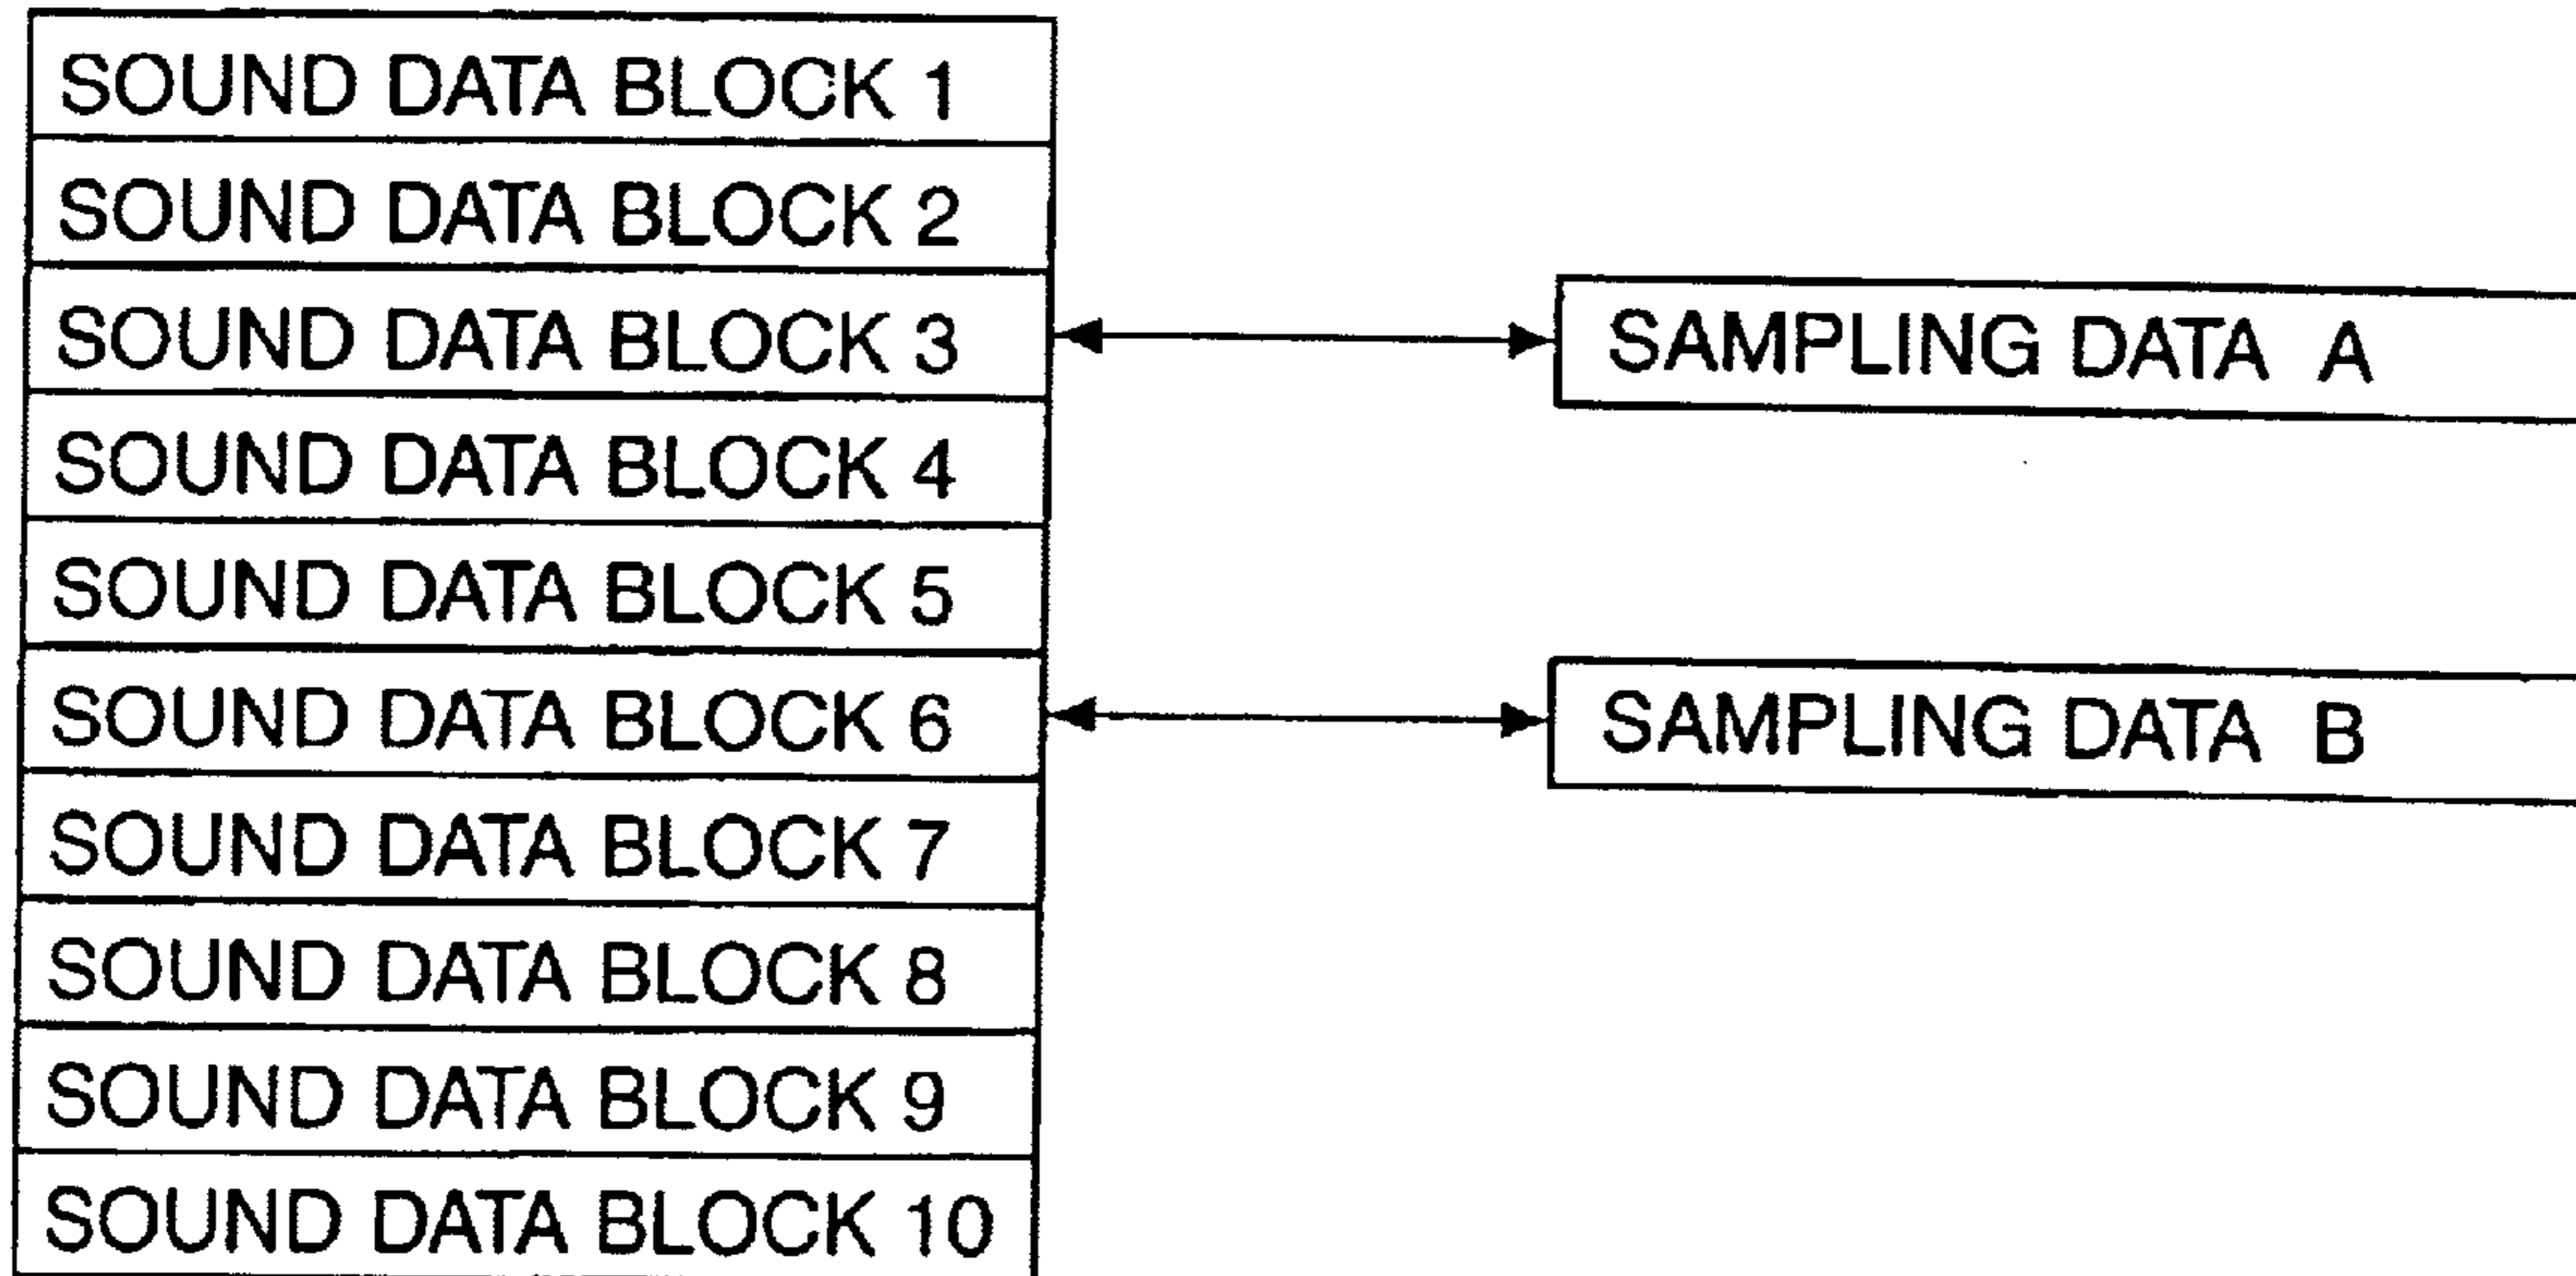 SOUND DATA BLOCK 1
SOUND DATA BLOCK 2
SOUND DATA BLOCK 3
SAMPLING DATA A
SOUND DATA BLOCK 4
SOUND DATA BLOCK 5
SOUND DATA BLOCK 6
SAMPLING DATA B
SOUND DATA BLOCK 7
SOUND DATA BLOCK 8
SOUND DATA BLOCK 9
SOUND DATA BLOCK 10